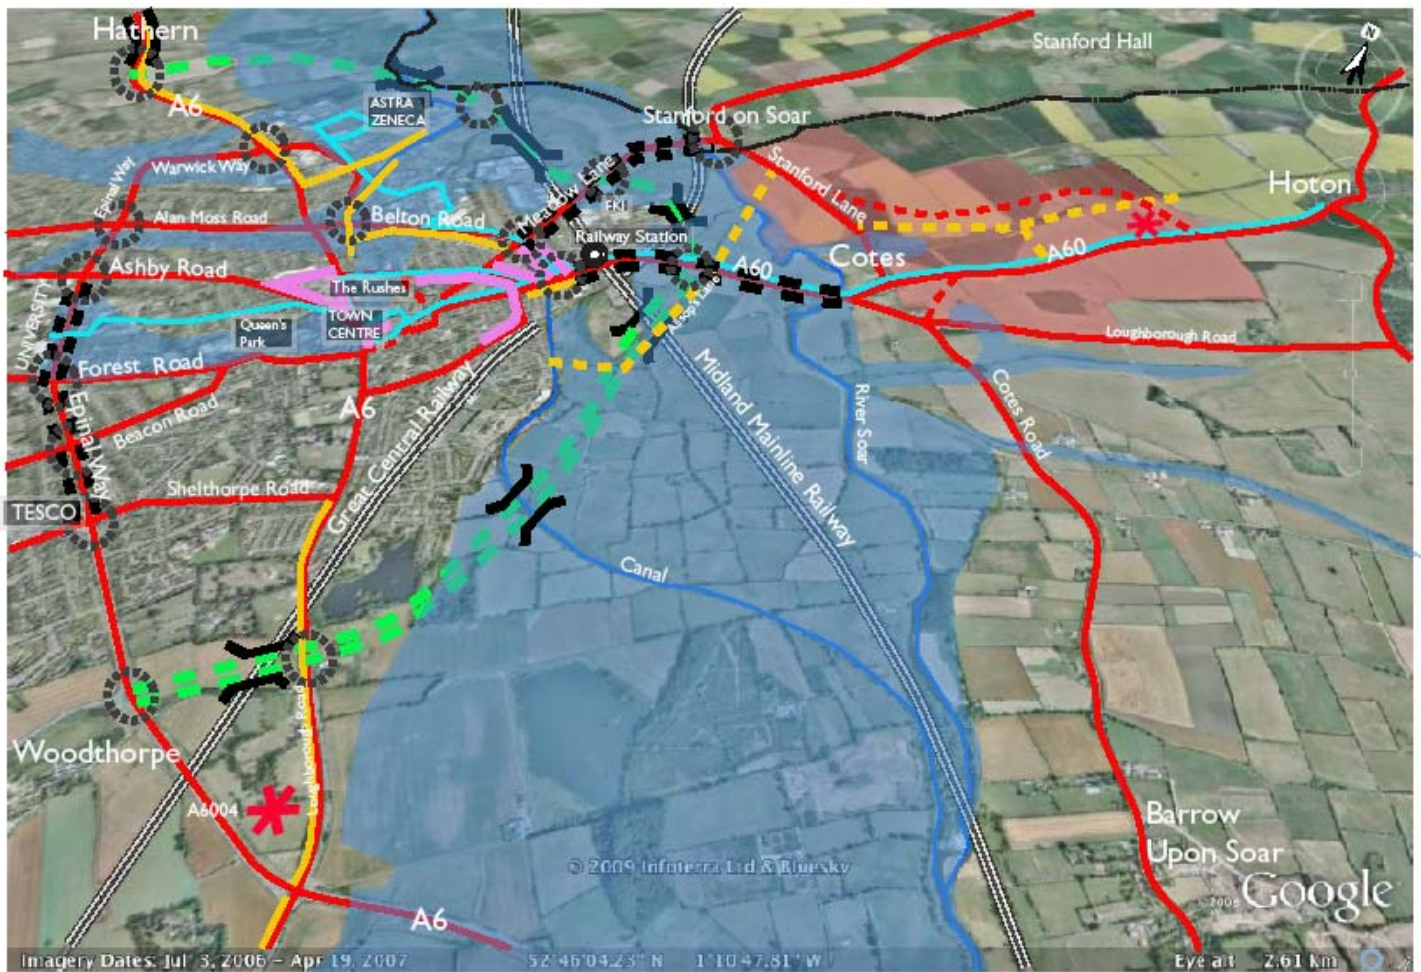 Hathern
Stanford Hall
N
A6
ASTRA
ZENECA
Stanford on Soar
Warwick Way
Epinal Way
Meadow Lane
Stanford Lane
Hoton
FKI
Alan Moss Road
Belton Road
Railway Station
Cotes
A60
A60
Ashby Road
The Rushes
Aesop's Lane
UNIVERSITY
Queen's
Park
TOWN
CENTRE
Loughborough Road
Forest Road
Midland Mainline Railway
Cotes Road
River Soar
Epinal Way
Beacon Road
A6
Great Central Railway
Shelthorpe Road
TESCO
Canal
Loughborough Road
Woodthorpe
A6004
Barrow
Upon Soar
© 2009 Infoterra Ltd & Bluesky
©2008 Google
A6
Imagery Dates: Jul 3, 2006 - Apr 19, 2007
52°46'04.23" N 1°10'47.81" W
Eye alt 2.61 km